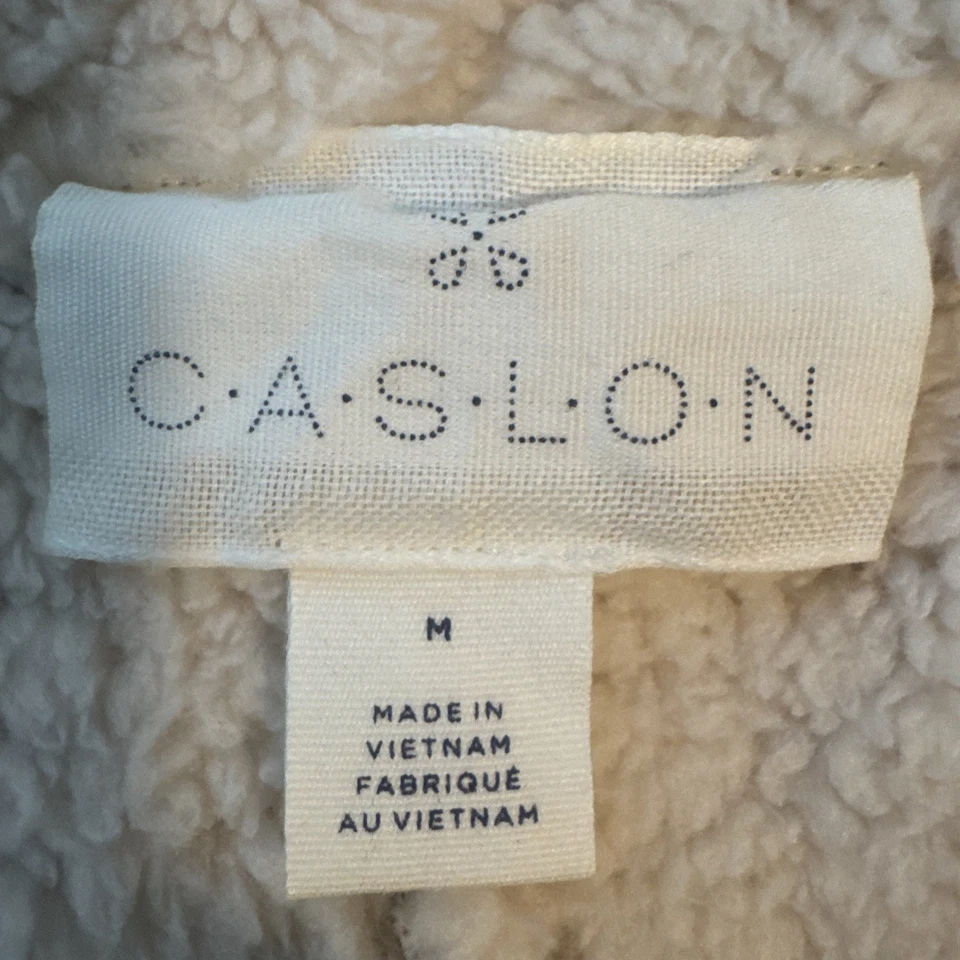 C·A·S·L·O·N
M
MADE IN
VIETNAM
FABRIQUÉ
AU VIETNAM